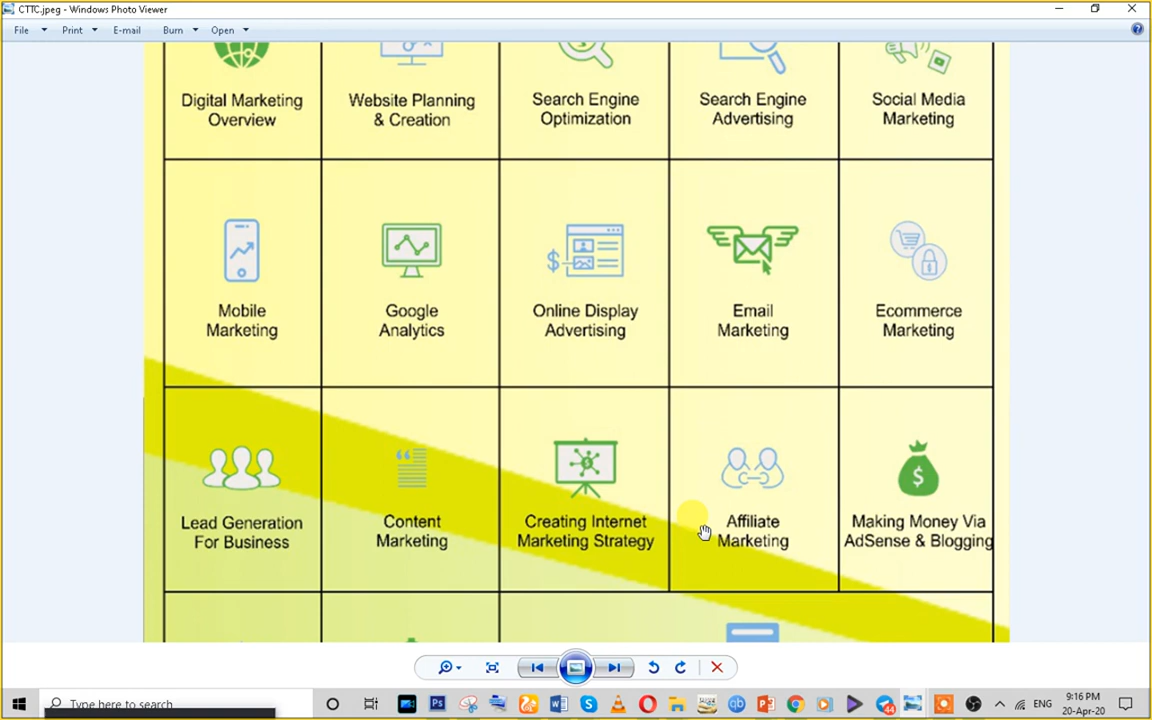 CTTC.jpeg - Windows Photo Viewer
File Print E-mail Burn Open
Digital Marketing
Overview
Website Planning
& Creation
Search Engine
Optimization
Search Engine
Advertising
Social Media
Marketing
Mobile
Marketing
Google
Analytics
Online Display
Advertising
Email
Marketing
Ecommerce
Marketing
Lead Generation
For Business
Content
Marketing
Creating Internet
Marketing Strategy
Affiliate
Marketing
Making Money Via
AdSense & Blogging
Type here to search
44
ENG
9:16 PM
20-Apr-20